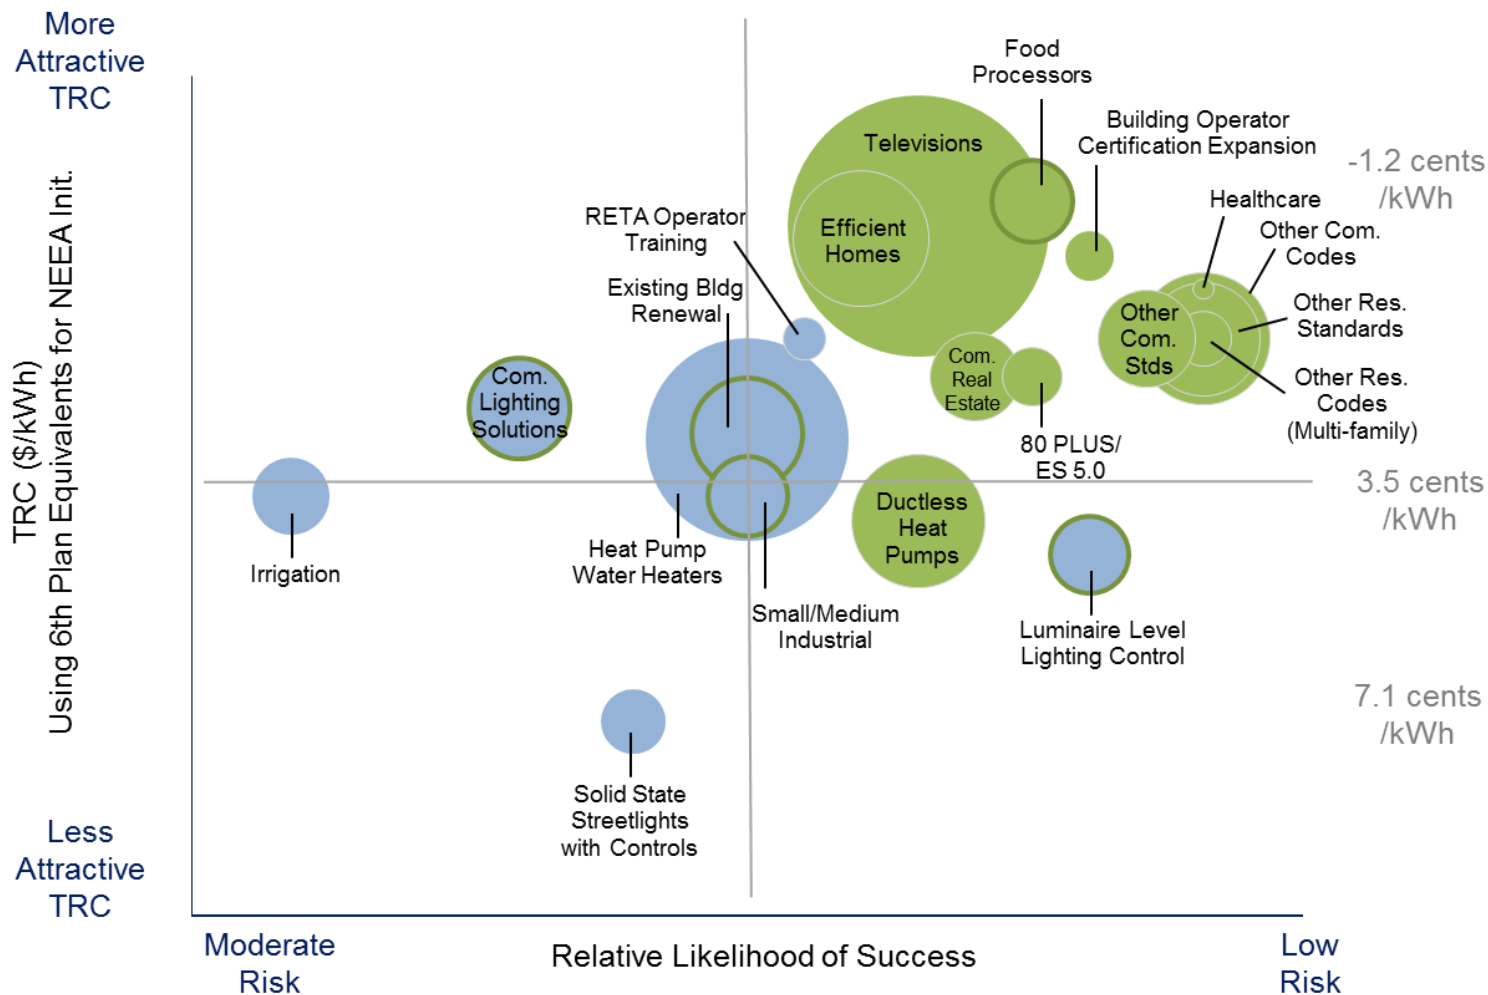 More
Attractive
TRC
TRC ($/kWh)
Using 6th Plan Equivalents for NEEA Init.
Less
Attractive
TRC
Food
Processors
Televisions
Building Operator
Certification Expansion
Efficient
Homes
RETA Operator
Training
Existing Bldg
Renewal
Healthcare
Other Com.
Codes
Other Res.
Standards
Other
Com.
Stds
Other Res.
Codes
(Multi-family)
Com.
Real
Estate
80 PLUS/
ES 5.0
Com.
Lighting
Solutions
Irrigation
Heat Pump
Water Heaters
Small/Medium
Industrial
Ductless
Heat
Pumps
Luminaire Level
Lighting Control
Solid State
Streetlights
with Controls
-1.2 cents
/kWh
3.5 cents
/kWh
7.1 cents
/kWh
Moderate
Risk
Relative Likelihood of Success
Low
Risk